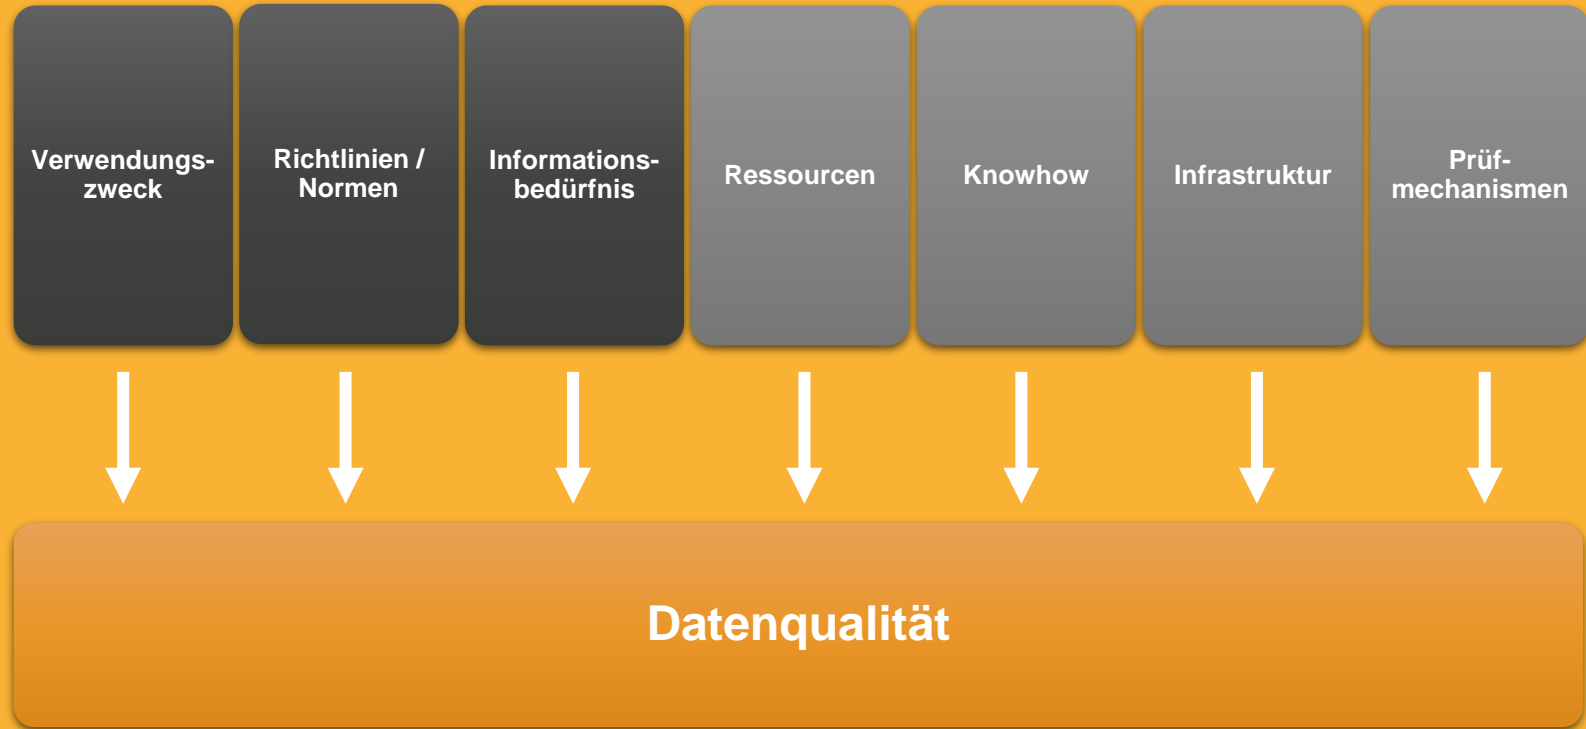 Verwendungs-
zweck
Richtlinien /
Normen
Informations-
bedürfnis
Ressourcen
Knowhow
Infrastruktur
Prüf-
mechanismen
Datenqualität